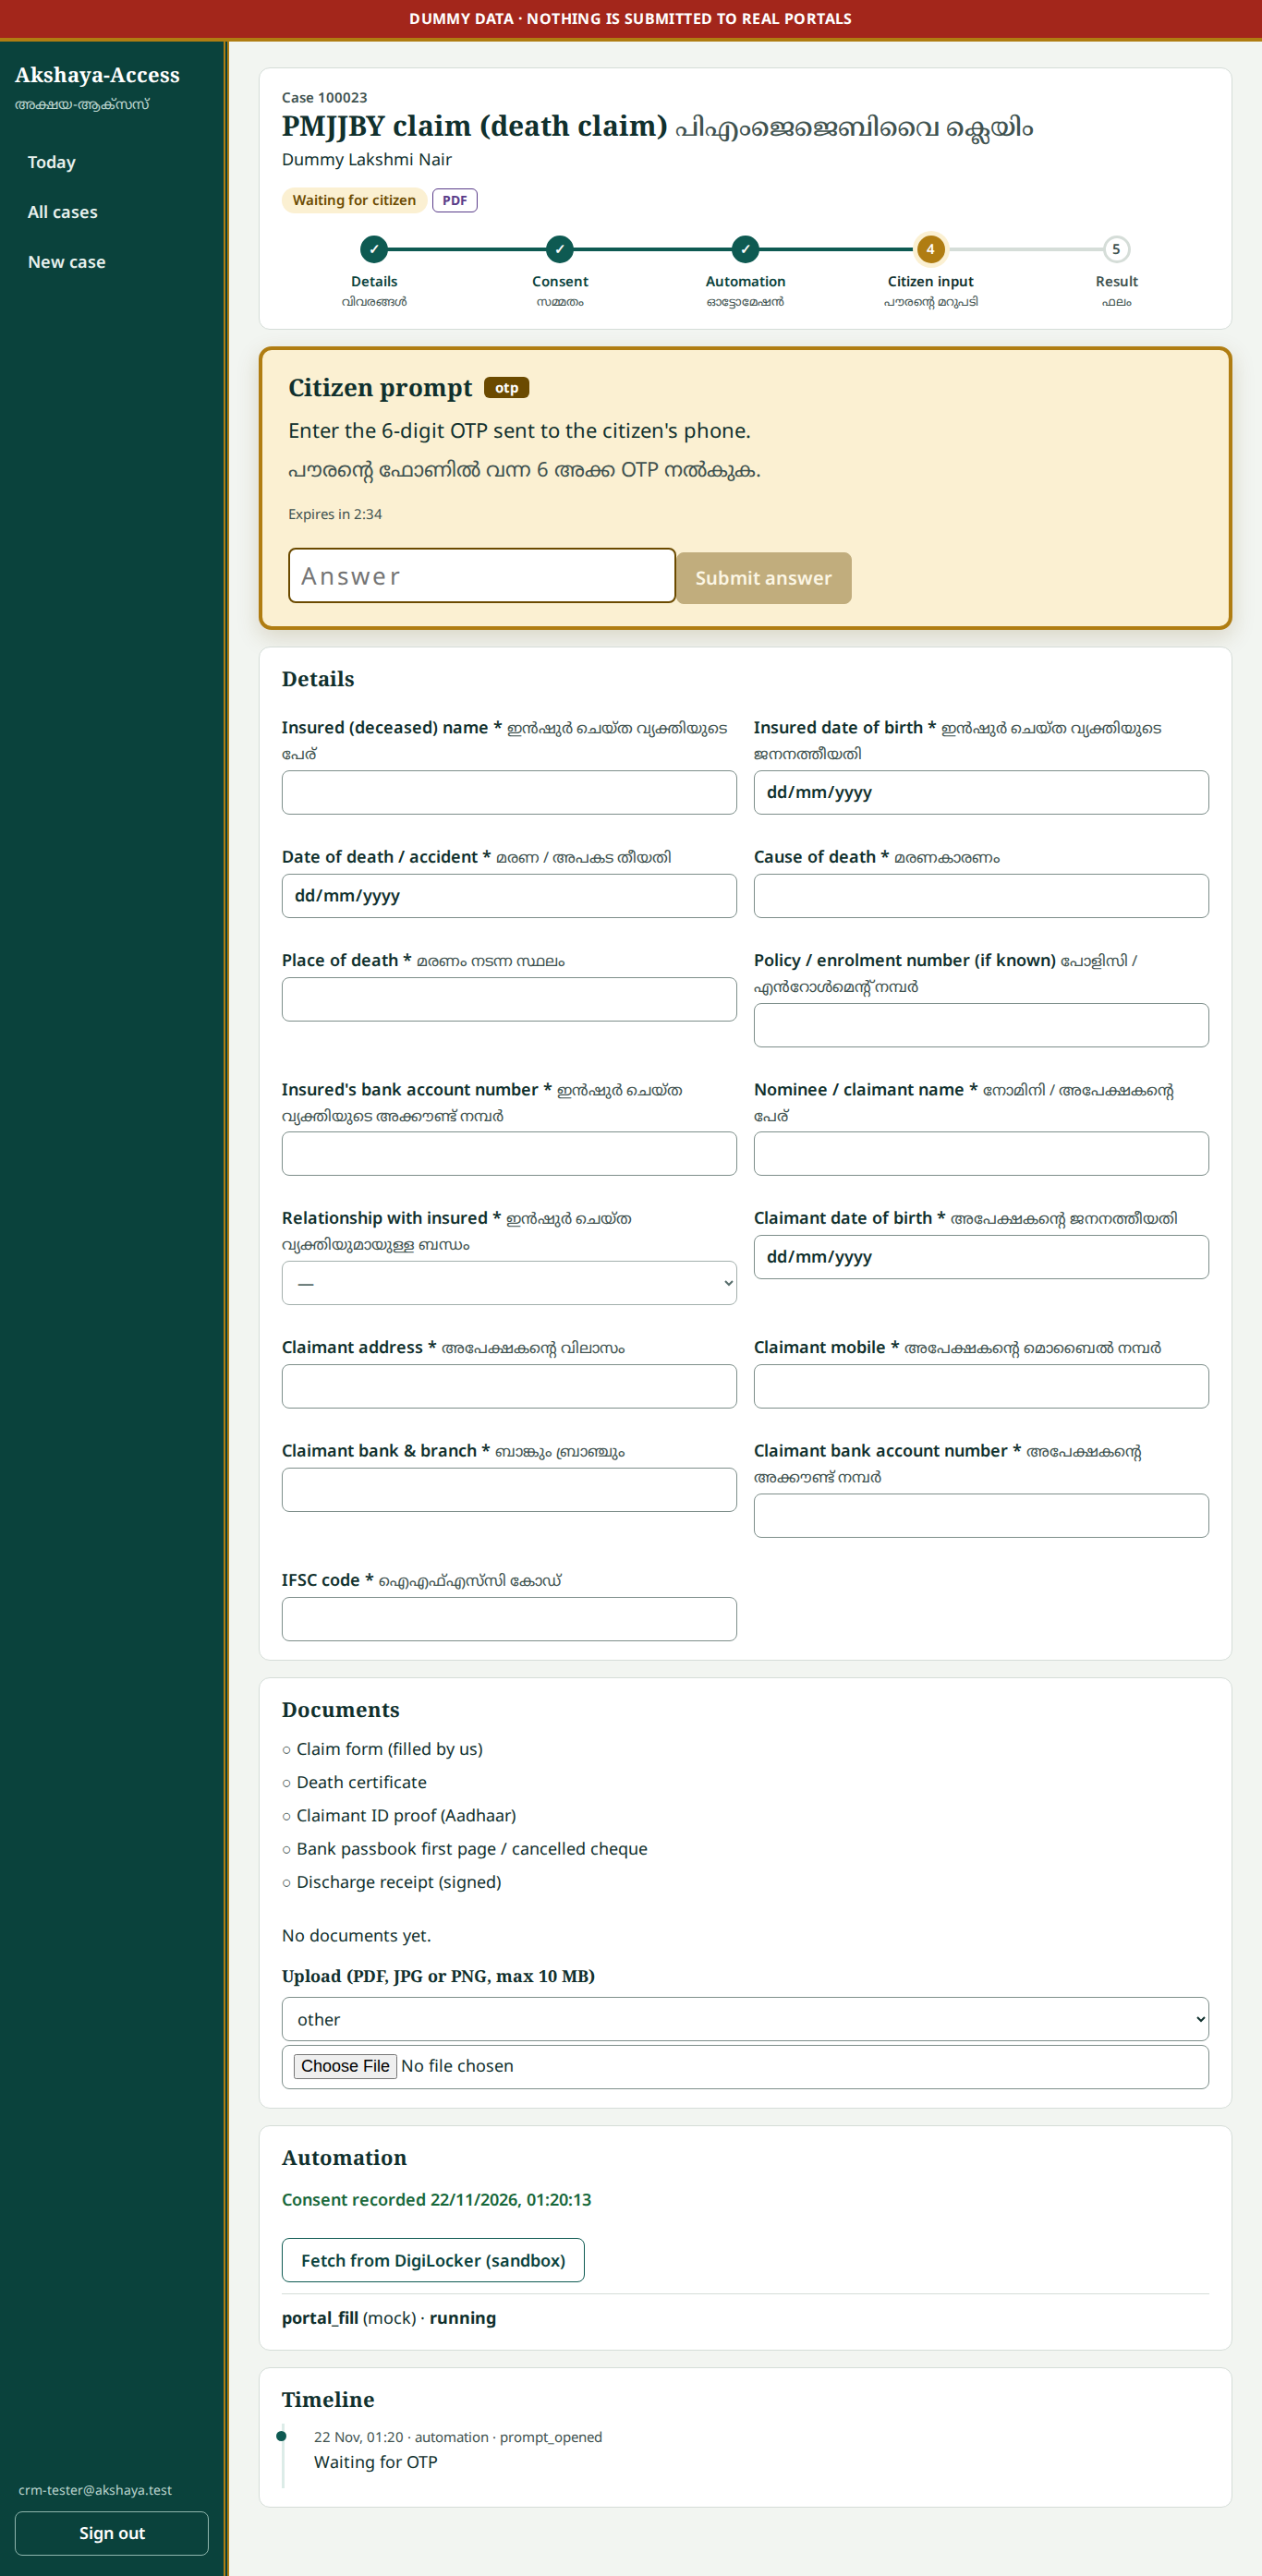 DUMMY DATA · NOTHING IS SUBMITTED TO REAL PORTALS
Akshaya-Access
അക്ഷയ-ആക്സസ്
Today
All cases
New case
Case 100023
PMJJBY claim (death claim) പിഎംജെജെബിവൈ ക്ലെയിം
Dummy Lakshmi Nair
Waiting for citizen PDF
✓ ✓ ✓ 4 5
Details Consent Automation Citizen input Result
വിവരങ്ങൾ സമ്മതം ഓട്ടോമേഷൻ പൗരന്റെ മറുപടി ഫലം
Citizen prompt otp
Enter the 6-digit OTP sent to the citizen's phone.
പൗരന്റെ ഫോണിൽ വന്ന 6 അക്ക OTP നൽകുക.
Expires in 2:34
Answer Submit answer
Details
Insured (deceased) name * ഇൻഷുർ ചെയ്ത വ്യക്തിയുടെ
പേര്
Insured date of birth * ഇൻഷുർ ചെയ്ത വ്യക്തിയുടെ
ജനനത്തീയതി
dd/mm/yyyy
Date of death / accident * മരണ / അപകട തീയതി
dd/mm/yyyy
Cause of death * മരണകാരണം
Place of death * മരണം നടന്ന സ്ഥലം
Policy / enrolment number (if known) പോളിസി /
എൻറോൾമെന്റ് നമ്പർ
Insured's bank account number * ഇൻഷുർ ചെയ്ത
വ്യക്തിയുടെ അക്കൗണ്ട് നമ്പർ
Nominee / claimant name * നോമിനി / അപേക്ഷകന്റെ
പേര്
Relationship with insured * ഇൻഷുർ ചെയ്ത
വ്യക്തിയുമായുള്ള ബന്ധം
—
Claimant date of birth * അപേക്ഷകന്റെ ജനനത്തീയതി
dd/mm/yyyy
Claimant address * അപേക്ഷകന്റെ വിലാസം
Claimant mobile * അപേക്ഷകന്റെ മൊബൈൽ നമ്പർ
Claimant bank & branch * ബാങ്കും ബ്രാഞ്ചും
Claimant bank account number * അപേക്ഷകന്റെ
അക്കൗണ്ട് നമ്പർ
IFSC code * ഐഎഫ്എസ്‌സി കോഡ്
Documents
○ Claim form (filled by us)
○ Death certificate
○ Claimant ID proof (Aadhaar)
○ Bank passbook first page / cancelled cheque
○ Discharge receipt (signed)
No documents yet.
Upload (PDF, JPG or PNG, max 10 MB)
other
Choose File No file chosen
Automation
Consent recorded 22/11/2026, 01:20:13
Fetch from DigiLocker (sandbox)
portal_fill (mock) · running
Timeline
22 Nov, 01:20 · automation · prompt_opened
Waiting for OTP
crm-tester@akshaya.test
Sign out